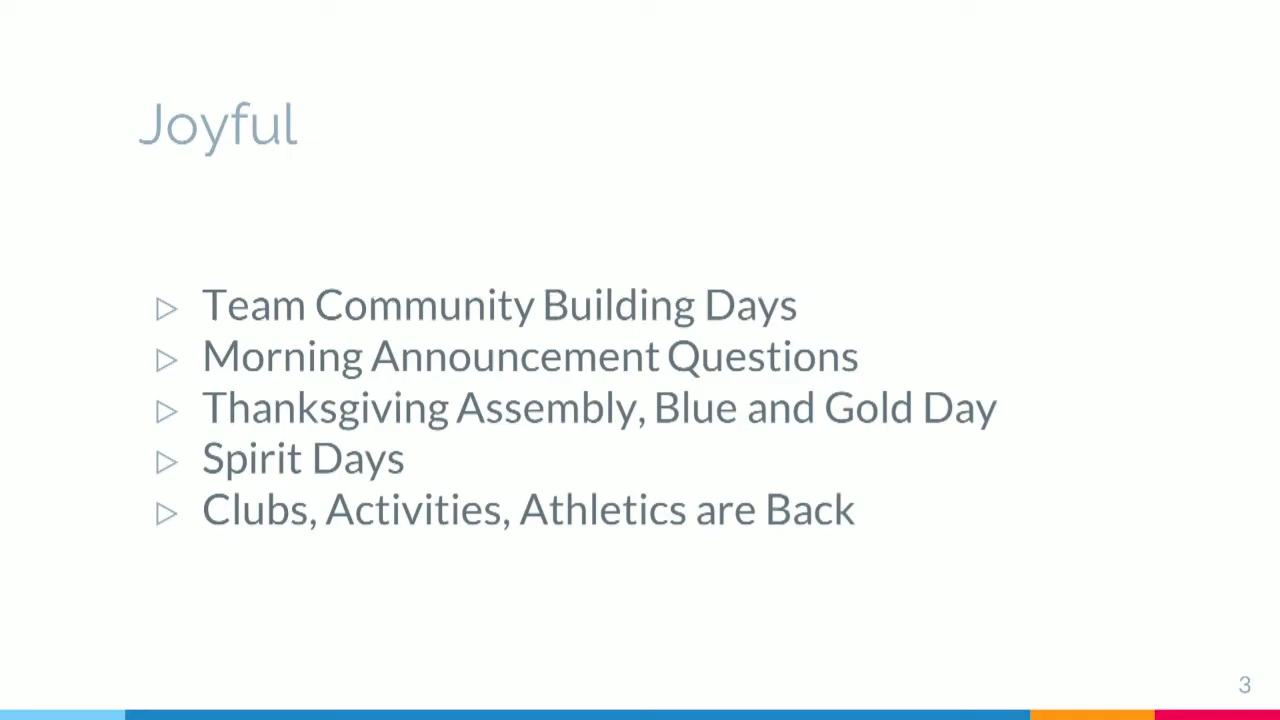 Joyful
Team Community Building Days
Morning Announcement Questions
Thanksgiving Assembly, Blue and Gold Day
Spirit Days
Clubs, Activities, Athletics are Back
3